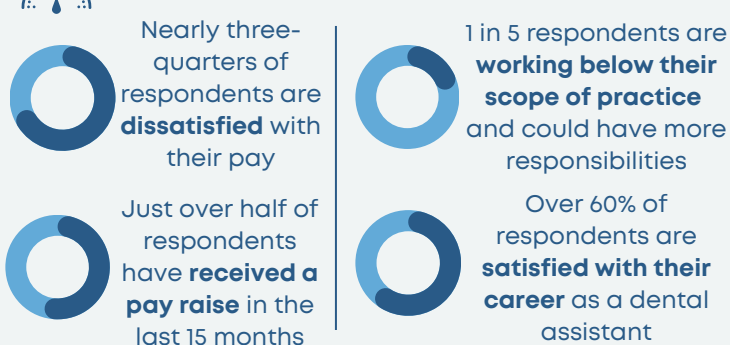 Nearly three-
quarters of
respondents are
dissatisfied with
their pay
1 in 5 respondents are
working below their
scope of practice
and could have more
responsibilities
Just over half of
respondents
have received a
pay raise in the
last 15 months
Over 60% of
respondents are
satisfied with their
career as a dental
assistant